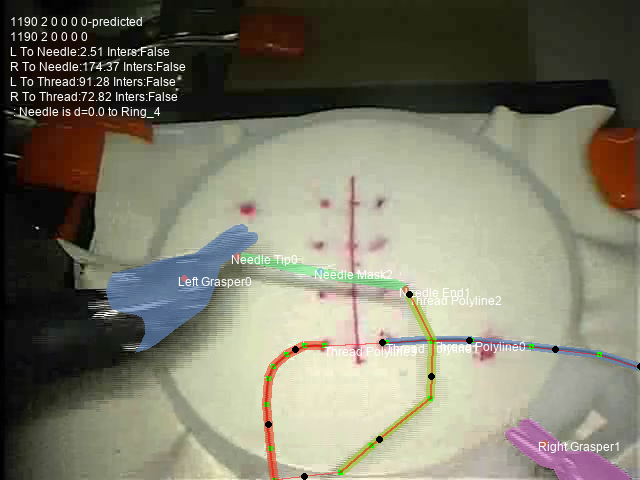 1190 2 0 0 0 0-predicted
1190 2 0 0 0 0
L To Needle:2.51 Inters:False
R To Needle:174.37 Inters:False
L To Thread:91.28 Inters:False
R To Thread:72.82 Inters:False
: Needle is d=0.0 to Ring_4
Needle Tip0
Needle Mask2
Left Grasper0
Needle End1
Thread Polyline2
Thread Polyline0
Right Grasper1